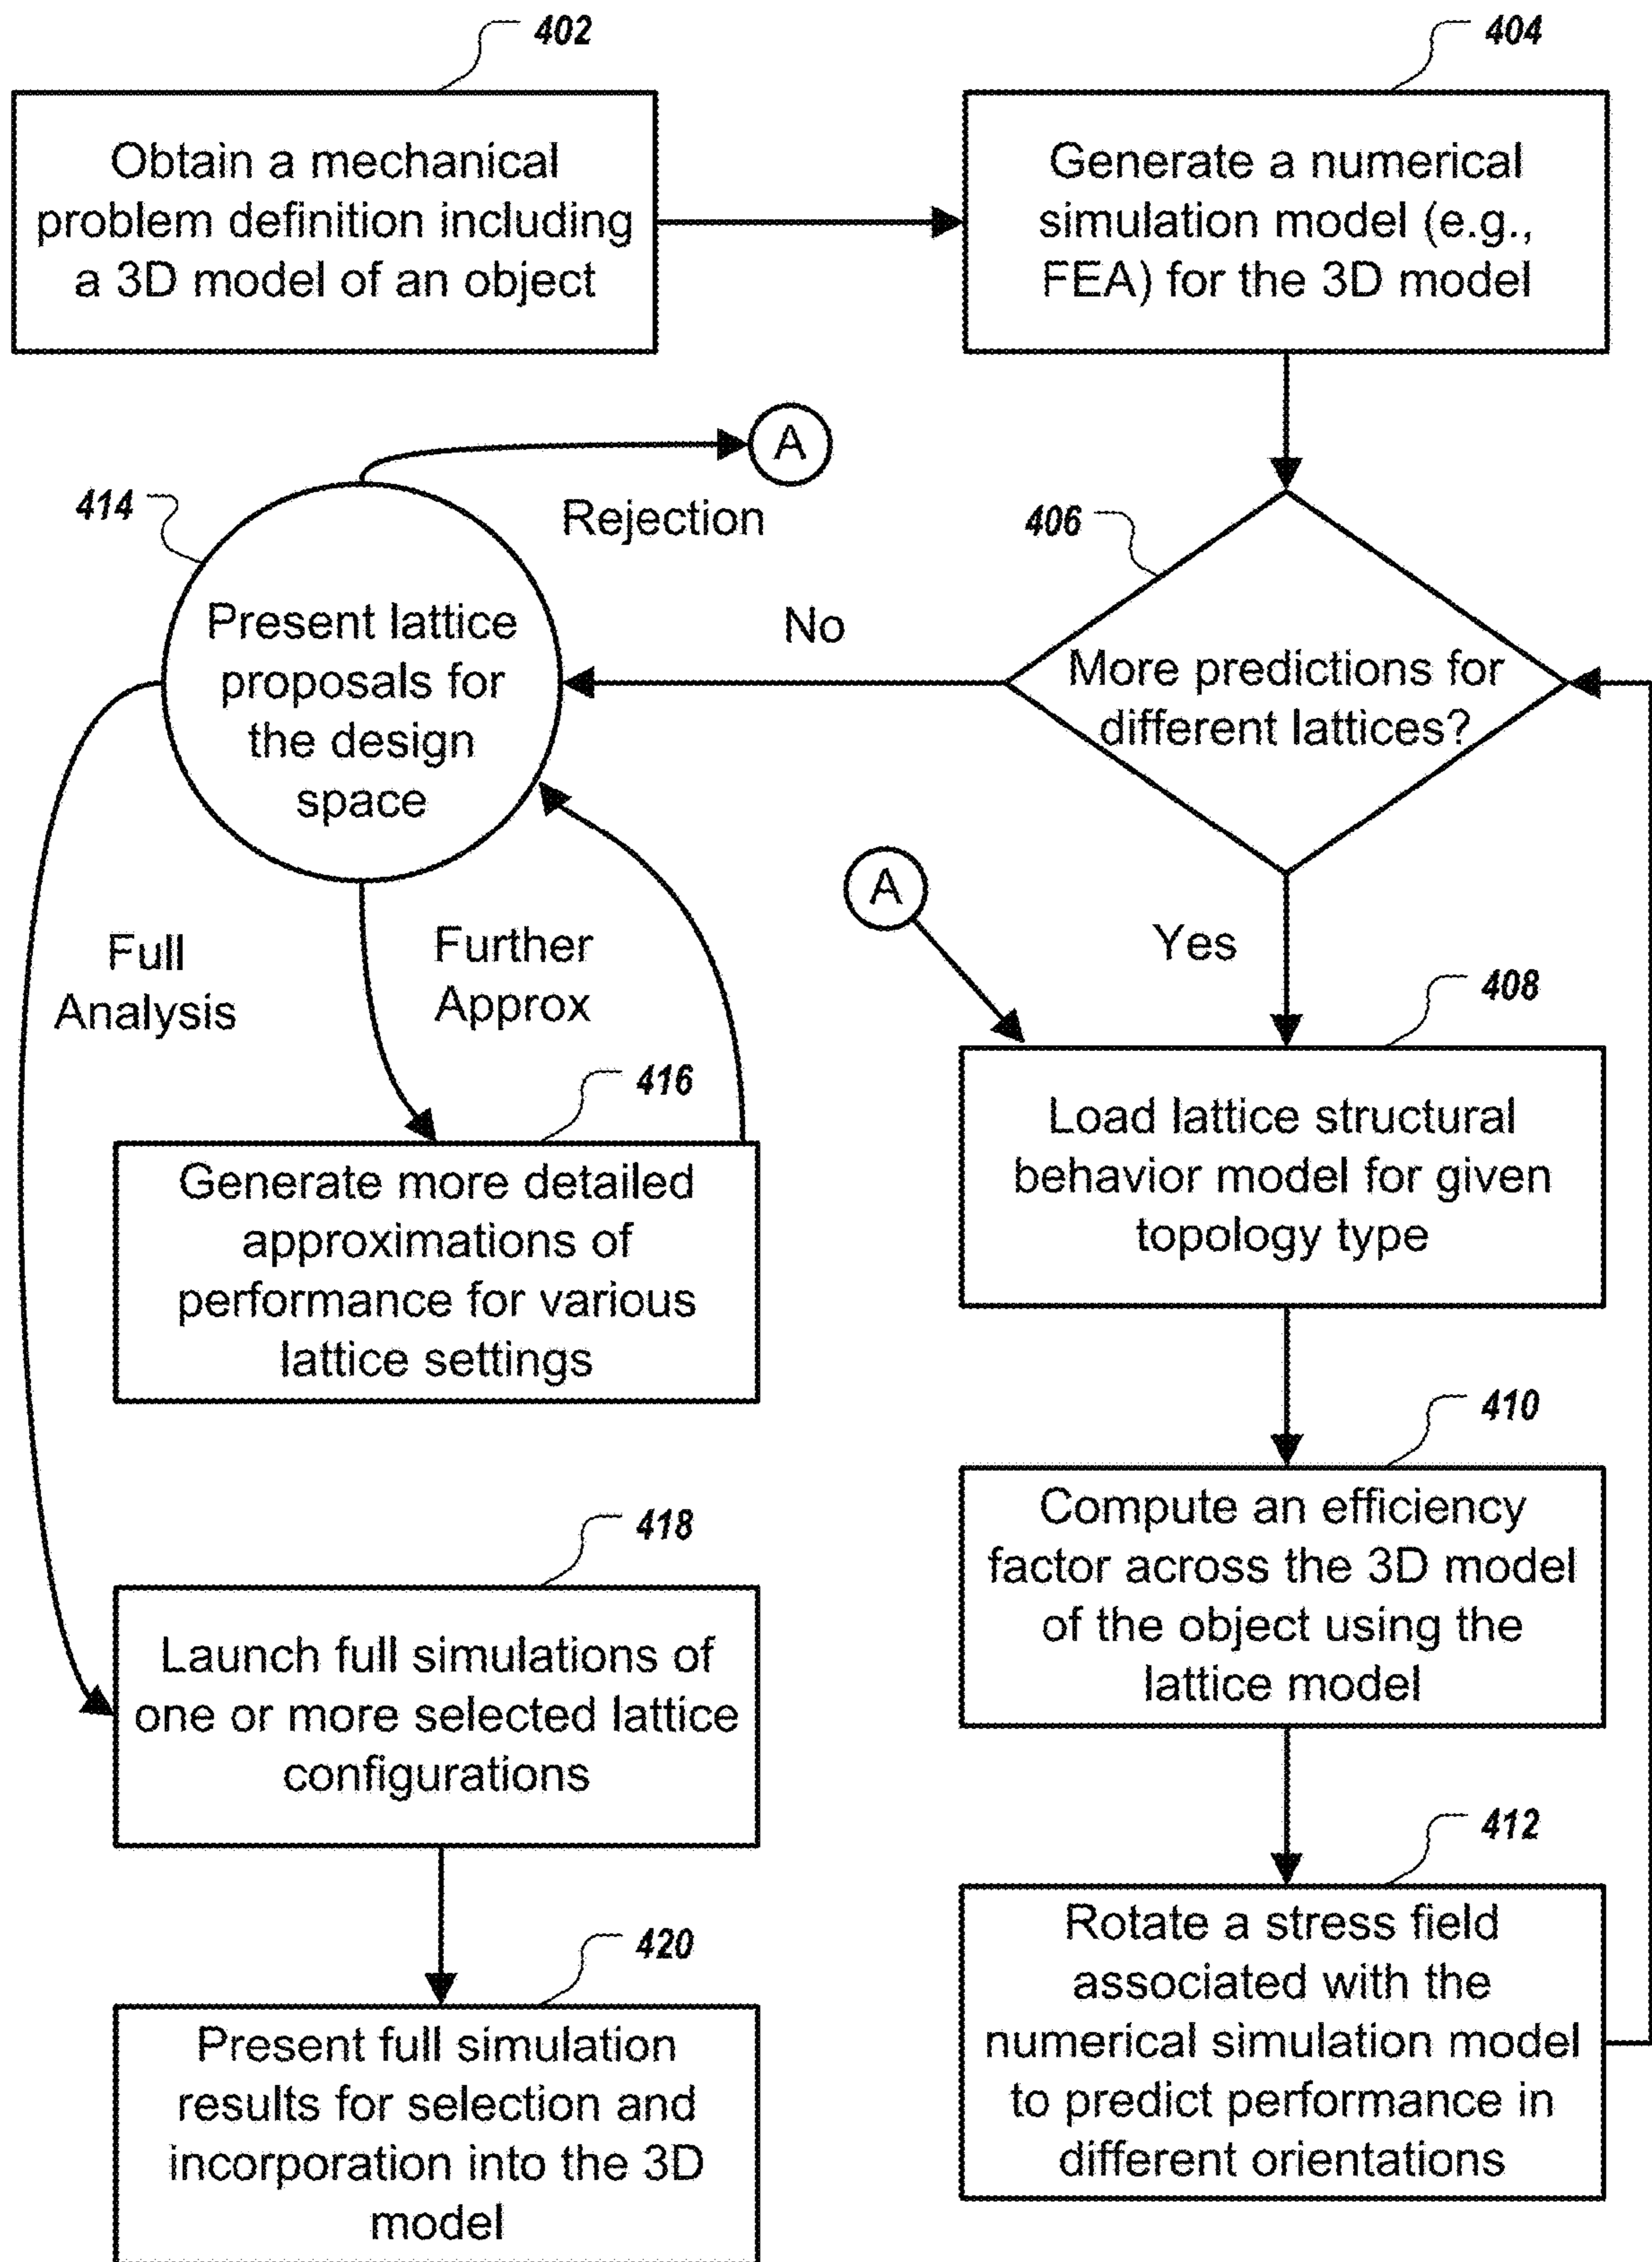 402
Obtain a mechanical
problem definition including
a 3D model of an object
404
Generate a numerical
simulation model (e.g.,
FEA) for the 3D model
A
Rejection
414
Present lattice
proposals for
the design
space
No
406
More predictions for
different lattices?
A
Yes
Full
Analysis
Further
Approx
408
Load lattice structural
behavior model for given
topology type
416
Generate more detailed
approximations of
performance for various
lattice settings
410
Compute an efficiency
factor across the 3D model
of the object using the
lattice model
418
Launch full simulations of
one or more selected lattice
configurations
412
Rotate a stress field
associated with the
numerical simulation model
to predict performance in
different orientations
420
Present full simulation
results for selection and
incorporation into the 3D
model